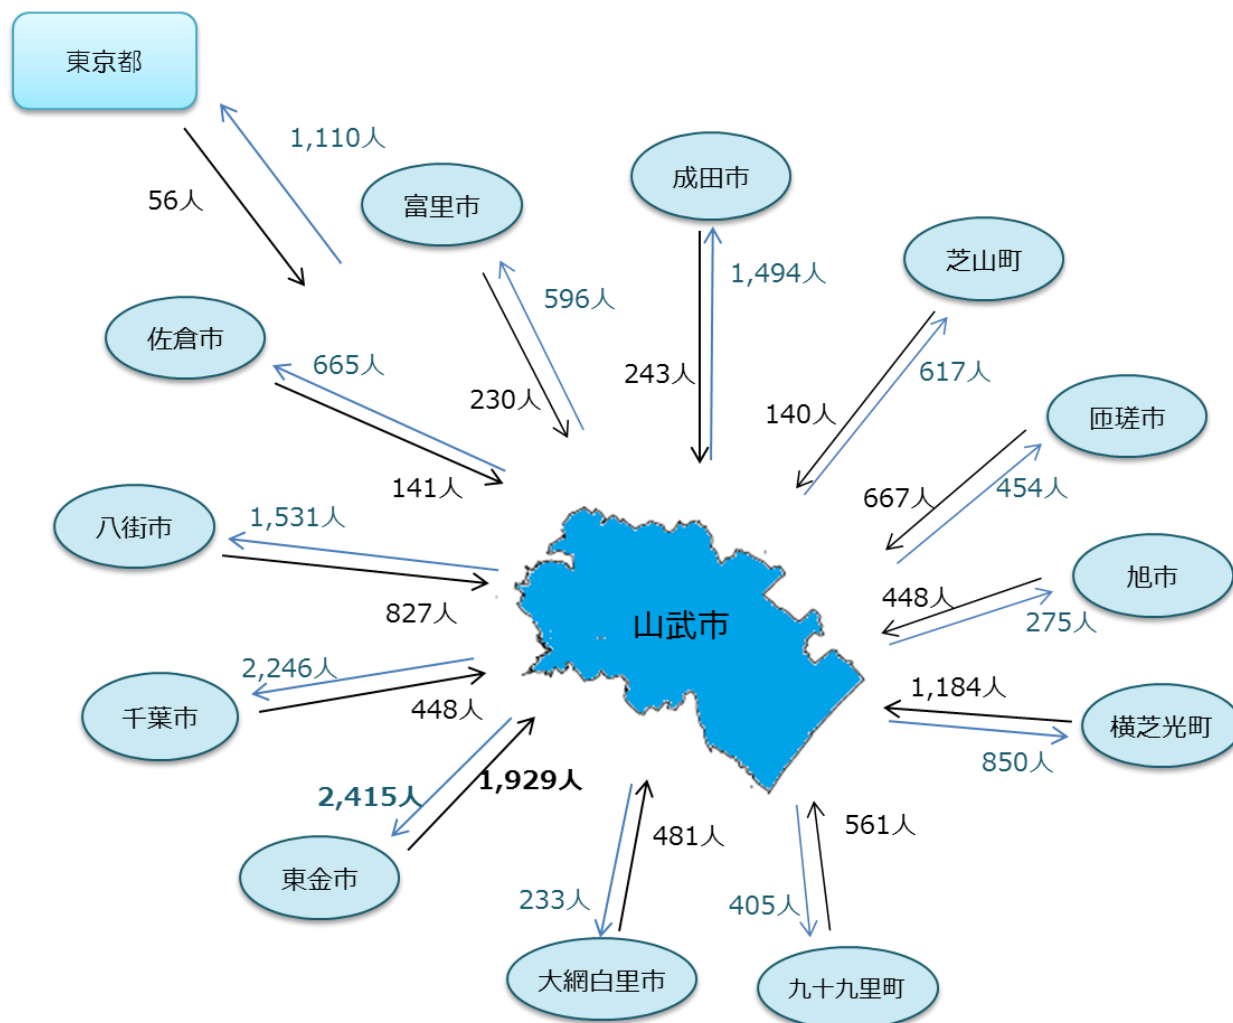 東京都
1,110人
56人
富里市
成田市
596人
230人
1,494人
243人
芝山町
617人
140人
佐倉市
665人
141人
匝瑳市
667人
454人
八街市
1,531人
827人
山武市
旭市
448人
275人
千葉市
2,246人
448人
1,184人
横芝光町
850人
2,415人
1,929人
東金市
481人
233人
大網白里市
561人
405人
九十九里町